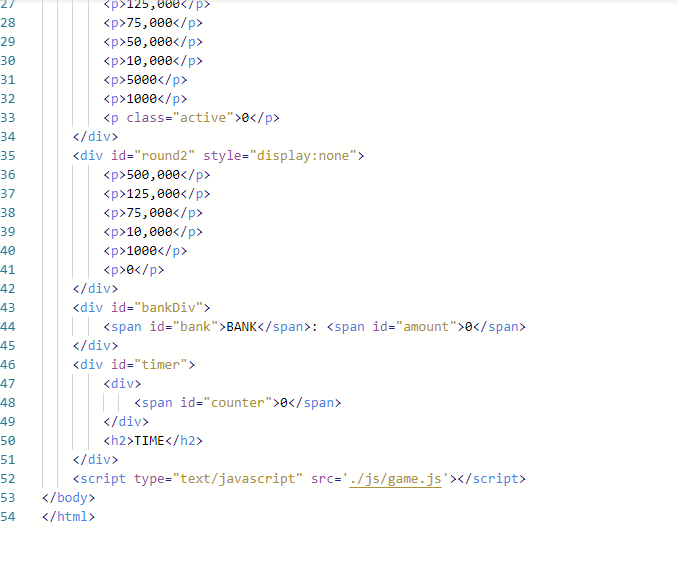 27 <p>125,000</p>
28 <p>75,000</p>
29 <p>50,000</p>
30 <p>10,000</p>
31 <p>5000</p>
32 <p>1000</p>
33 <p class="active">0</p>
34 </div>
35 <div id="round2" style="display:none">
36 <p>500,000</p>
37 <p>125,000</p>
38 <p>75,000</p>
39 <p>10,000</p>
40 <p>1000</p>
41 <p>0</p>
42 </div>
43 <div id="bankDiv">
44 <span id="bank">BANK</span>: <span id="amount">0</span>
45 </div>
46 <div id="timer">
47 <div>
48 <span id="counter">0</span>
49 </div>
50 <h2>TIME</h2>
51 </div>
52 <script type="text/javascript" src='./js/game.js'></script>
53 </body>
54 </html>